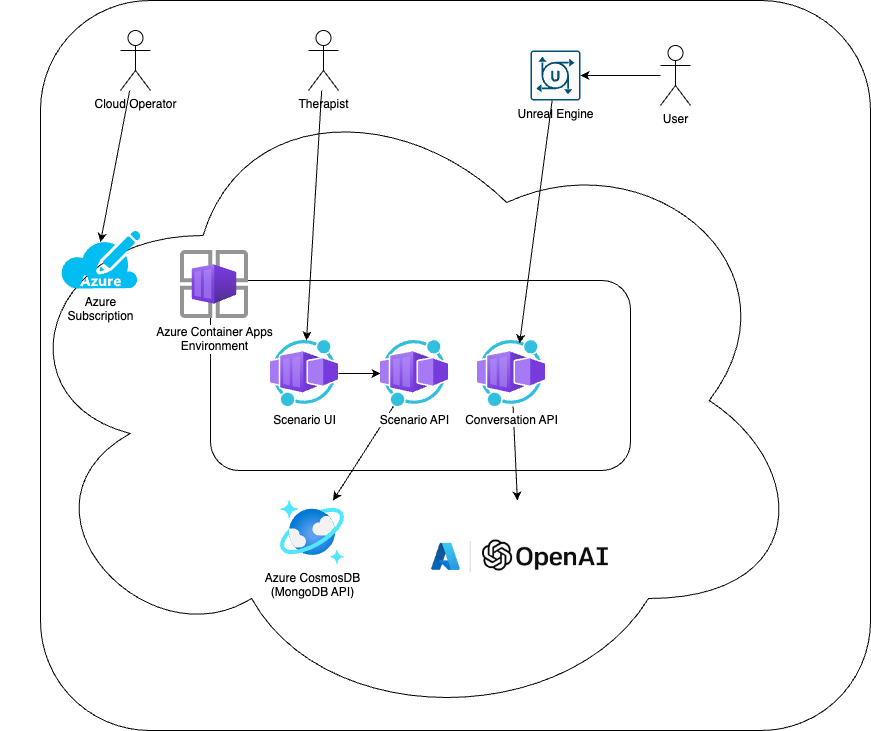 Cloud Operator
Therapist
Unreal Engine
User
U
Azure
Azure
Subscription
Azure Container Apps
Environment
Scenario UI
Scenario API
Conversation API
Azure CosmosDB
(MongoDB API)
OpenAI